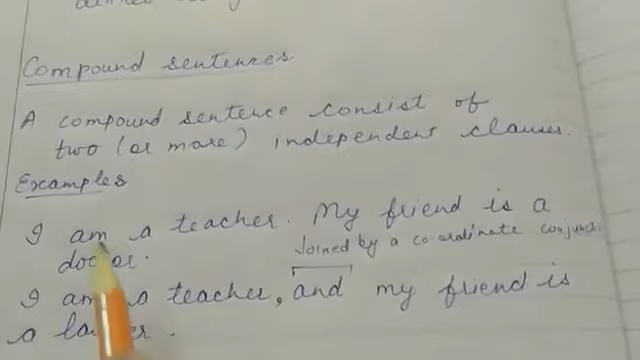 Compound sentences
A compound sentence consist of
two (or more) independent clauses.
Examples
I am a teacher. My friend is a
Joined by a co-ordinate
I am a teacher, and my friend is
a